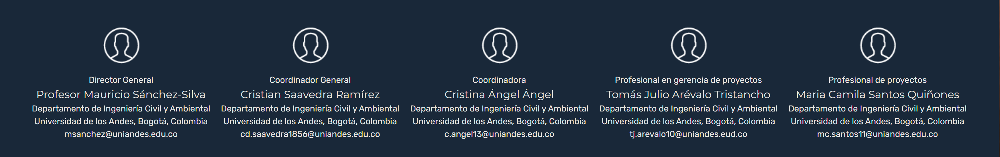 Director General
Profesor Mauricio Sánchez-Silva
Departamento de Ingeniería Civil y Ambiental
Universidad de los Andes, Bogotá, Colombia
msanchez@uniandes.edu.co
Coordinador General
Cristian Saavedra Ramírez
Departamento de Ingeniería Civil y Ambiental
Universidad de los Andes, Bogotá, Colombia
cd.saavedra1856@uniandes.edu.co
Coordinadora
Cristina Ángel Ángel
Departamento de Ingeniería Civil y Ambiental
Universidad de los Andes, Bogotá, Colombia
c.angel13@uniandes.edu.co
Profesional en gerencia de proyectos
Tomás Julio Arévalo Tristancho
Departamento de Ingeniería Civil y Ambiental
Universidad de los Andes, Bogotá, Colombia
tj.arevalo10@uniandes.eud.co
Profesional de proyectos
Maria Camila Santos Quiñones
Departamento de Ingeniería Civil y Ambiental
Universidad de los Andes, Bogotá, Colombia
mc.santos11@uniandes.edu.co